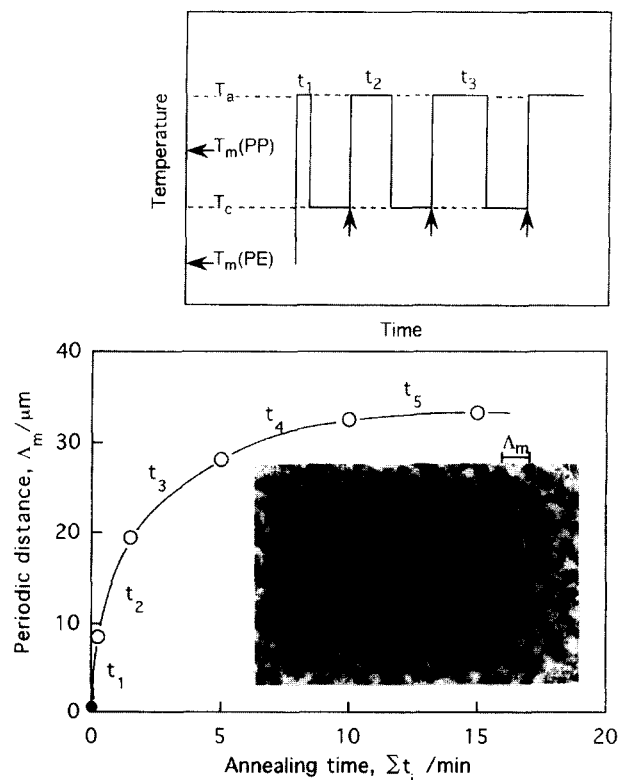 Temperature
T_a
T_m(PP)
T_c
T_m(PE)
t_1 t_2 t_3
Time
Periodic distance, Λ_m/μm
40
30
20
10
0
t_1
t_2
t_3
t_4
t_5
Λ_m
0 5 10 15 20
Annealing time, Σt_i /min